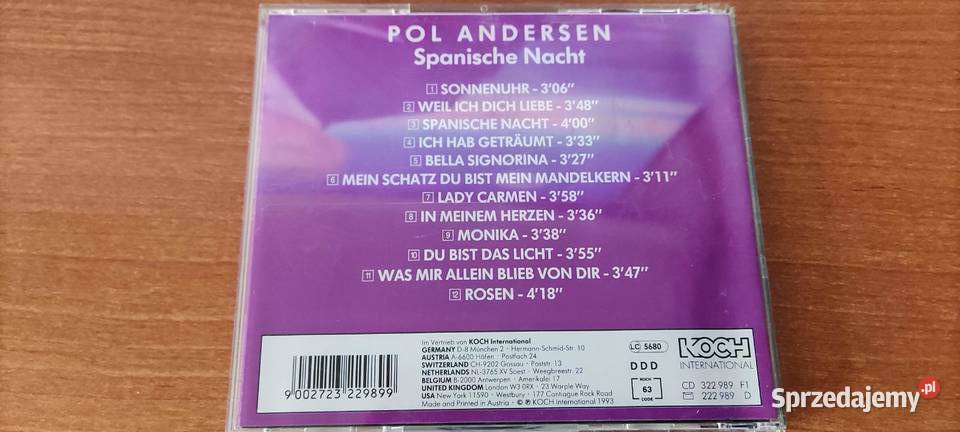 POL ANDERSEN
Spanische Nacht
1 SONNENUHR - 3'06"
2 WEIL ICH DICH LIEBE - 3'48"
3 SPANISCHE NACHT - 4'00"
4 ICH HAB GETRÄUMT - 3'33"
5 BELLA SIGNORINA - 3'27"
6 MEIN SCHATZ DU BIST MEIN MANDELKERN - 3'11"
7 LADY CARMEN - 3'58"
8 IN MEINEM HERZEN - 3'36"
9 MONIKA - 3'38"
10 DU BIST DAS LICHT - 3'55"
11 WAS MIR ALLEIN BLIEB VON DIR - 3'47"
12 ROSEN - 4'18"
9 002723 229899
Im Vertrieb von KOCH International
GERMANY D-8 München 2 · Hermann-Schmid-Str. 10
AUSTRIA A-6600 Höfen · Postfach 24
SWITZERLAND CH-9202 Gossau · Poststr. 13
NETHERLANDS NL-3765 XV Soest · Weegbreestr. 22
BELGIUM B-2000 Antwerpen · Amerikalei 17
UNITED KINGDOM London W3 0RX · 23 Warple Way
USA New York 11590 · Westbury · 177 Cantiague Rock Road
Made and Printed in Austria · © ℗ KOCH International 1993
LC 5680
DDD
63
CODE
KOCH
INTERNATIONAL
CD 322 989 F1
222 989 D
Sprzedajemy.pl